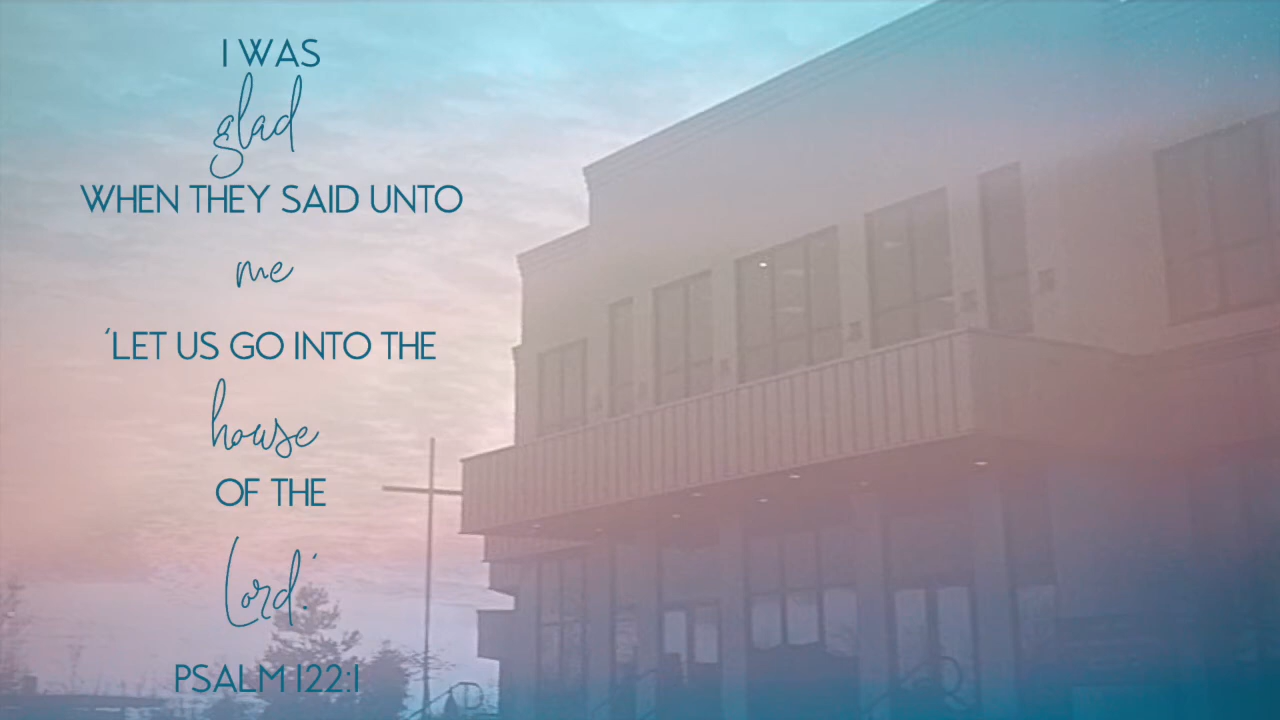 I WAS
glad
WHEN THEY SAID UNTO
me
'LET US GO INTO THE
house
OF THE
Lord.'
PSALM 122:1